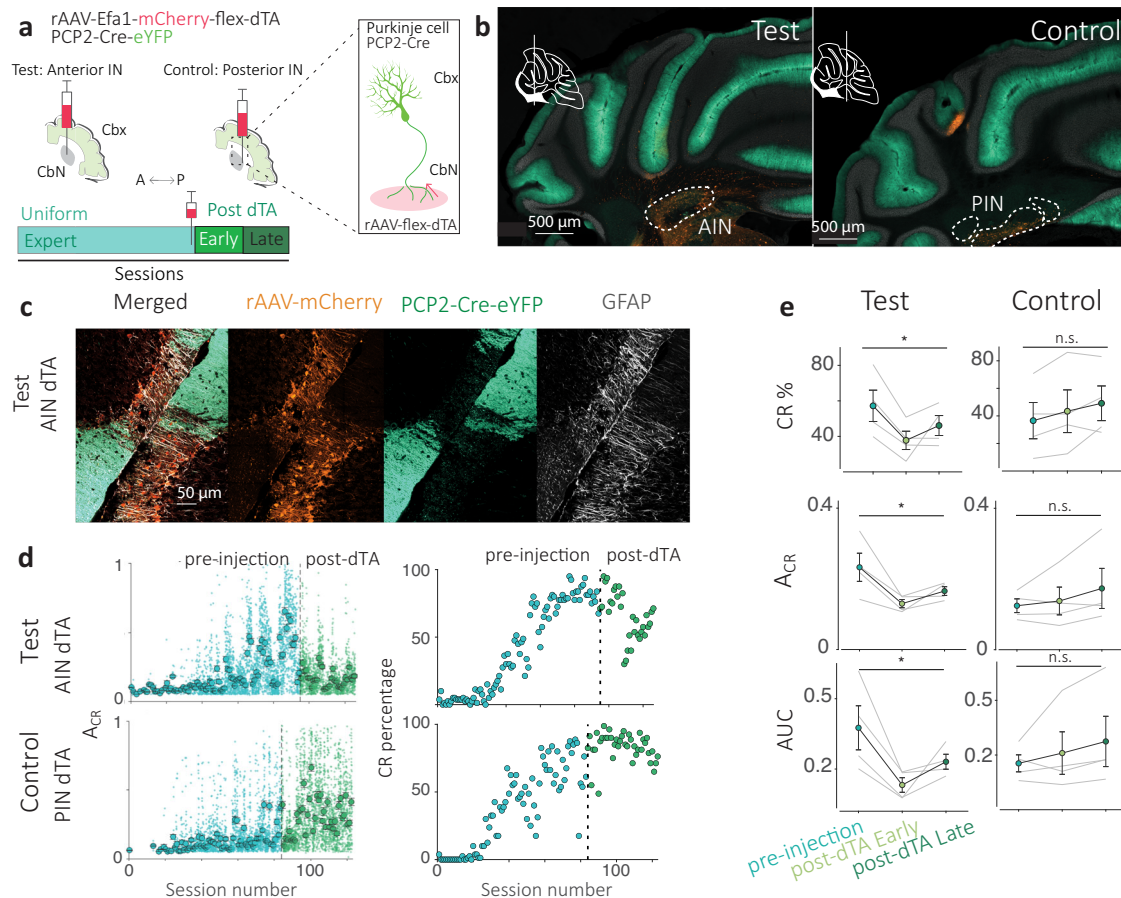 a
rAAV-Efa1-mCherry-flex-dTA
PCP2-Cre-eYFP
Test: Anterior IN
Control: Posterior IN
Cbx
CbN
A P
Uniform
Post dTA
Expert
Early
Late
Sessions
Purkinje cell
PCP2-Cre
Cbx
CbN
rAAV-flex-dTA
b
Test
Control
AIN
PIN
500 µm
500 µm
c
Merged
rAAV-mCherry
PCP2-Cre-eYFP
GFAP
Test
AIN dTA
50 µm
d
pre-injection
post-dTA
pre-injection
post-dTA
Test
AIN dTA
Control
PIN dTA
ACR
1
0
1
0
100
Session number
CR percentage
100
50
0
100
50
0
100
Session number
e
Test
Control
CR %
80
40
*
80
40
n.s.
ACR
0.4
0
*
0.4
0
n.s.
AUC
0.5
0.2
*
0.5
0.2
n.s.
pre-injection
post-dTA Early
post-dTA Late